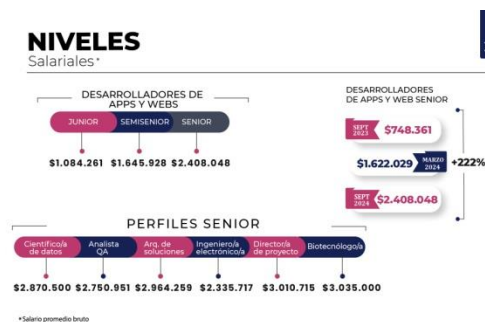 NIVELES
Salariales*
DESARROLLADORES DE
APPS Y WEBS
JUNIOR SEMISENIOR SENIOR
$1.084.261 $1.645.928 $2.408.048
DESARROLLADORES
DE APPS Y WEB SENIOR
SEPT
2023
$748.361
$1.622.029
MARZO
2024
+222%
SEPT
2024
$2.408.048
PERFILES SENIOR
Científico/a
de datos
Analista
QA
Arq. de
soluciones
Ingeniero/a
electrónico/a
Director/a
de proyecto
Biotecnólogo/a
$2.870.500 $2.750.951 $2.964.259 $2.335.717 $3.010.715 $3.035.000
*Salario promedio bruto